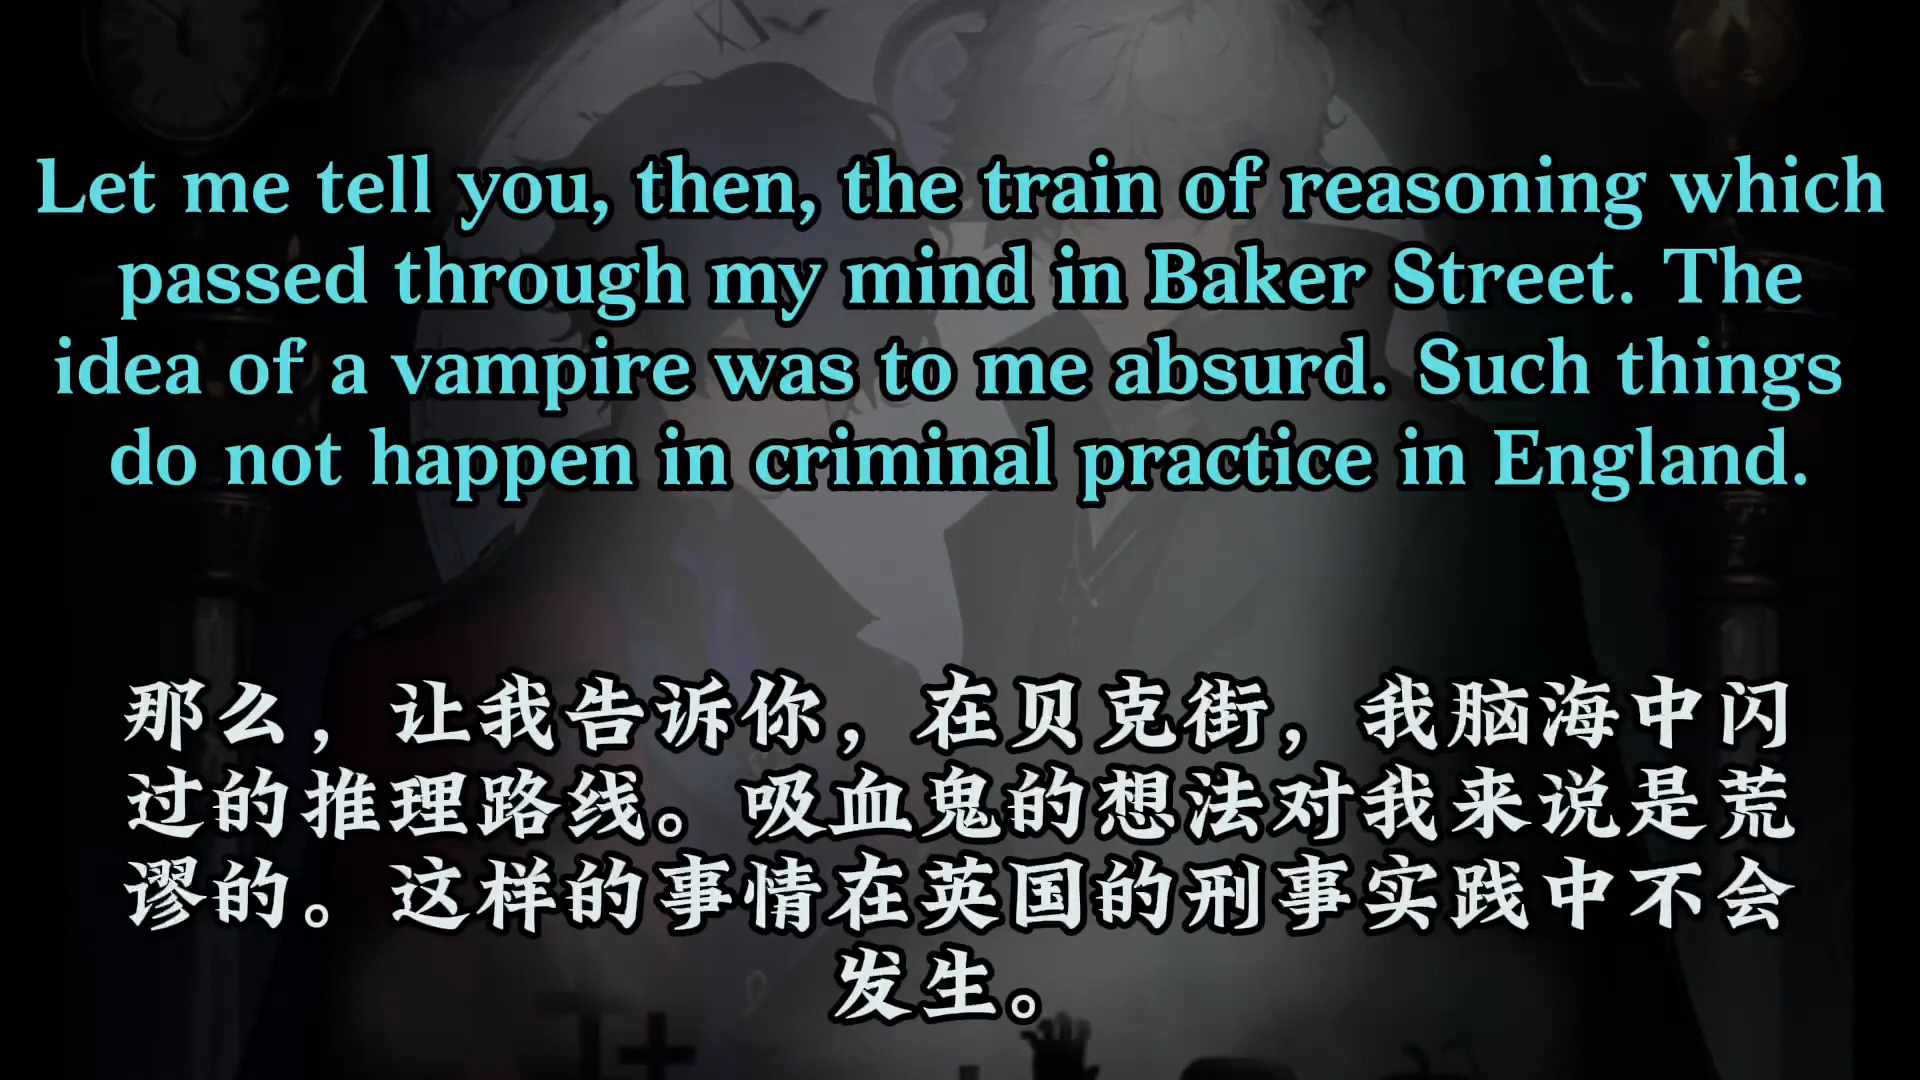 Let me tell you, then, the train of reasoning which
passed through my mind in Baker Street. The
idea of a vampire was to me absurd. Such things
do not happen in criminal practice in England.
那么，让我告诉你，在贝克街，我脑海中闪
过的推理路线。吸血鬼的想法对我来说是荒
谬的。这样的事情在英国的刑事实践中不会
发生。